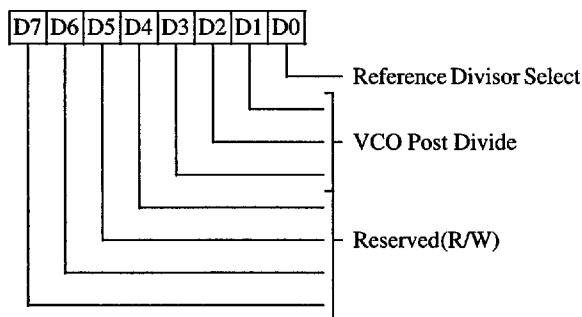 D7 D6 D5 D4 D3 D2 D1 D0
Reference Divisor Select
VCO Post Divide
Reserved(R/W)